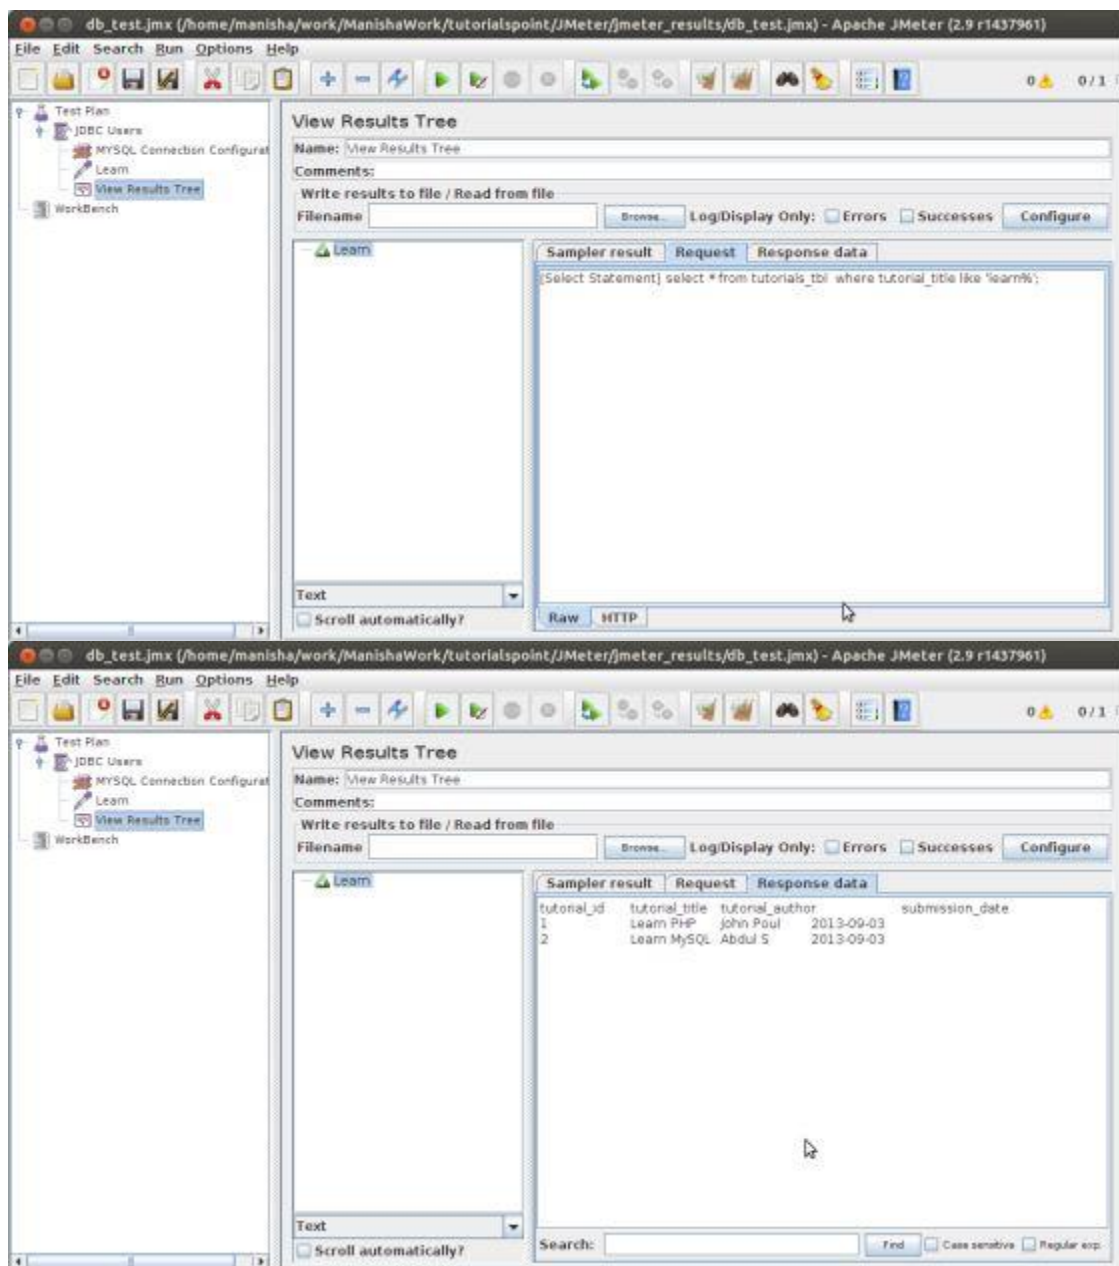 db_test.jmx (/home/manisha/work/ManishaWork/tutorialspoint/JMeter/jmeter_results/db_test.jmx) - Apache JMeter (2.9 r1437961)
File Edit Search Run Options Help
0 0/1
Test Plan
JDBC Users
MYSQL Connection Configurat
Learn
View Results Tree
WorkBench
View Results Tree
Name: View Results Tree
Comments:
Write results to file / Read from file
Filename Browse... Log/Display Only: Errors Successes Configure
Learn
Sampler result Request Response data
[Select Statement] select * from tutorials_tbl where tutorial_title like 'learn%';
Text
Scroll automatically?
Raw HTTP
db_test.jmx (/home/manisha/work/ManishaWork/tutorialspoint/JMeter/jmeter_results/db_test.jmx) - Apache JMeter (2.9 r1437961)
File Edit Search Run Options Help
0 0/1
Test Plan
JDBC Users
MYSQL Connection Configurat
Learn
View Results Tree
WorkBench
View Results Tree
Name: View Results Tree
Comments:
Write results to file / Read from file
Filename Browse... Log/Display Only: Errors Successes Configure
Learn
Sampler result Request Response data
tutorial_id tutorial_title tutorial_author submission_date
1 Learn PHP John Poul 2013-09-03
2 Learn MySQL Abdul S 2013-09-03
Text
Scroll automatically?
Search: Find Case sensitive Regular exp.